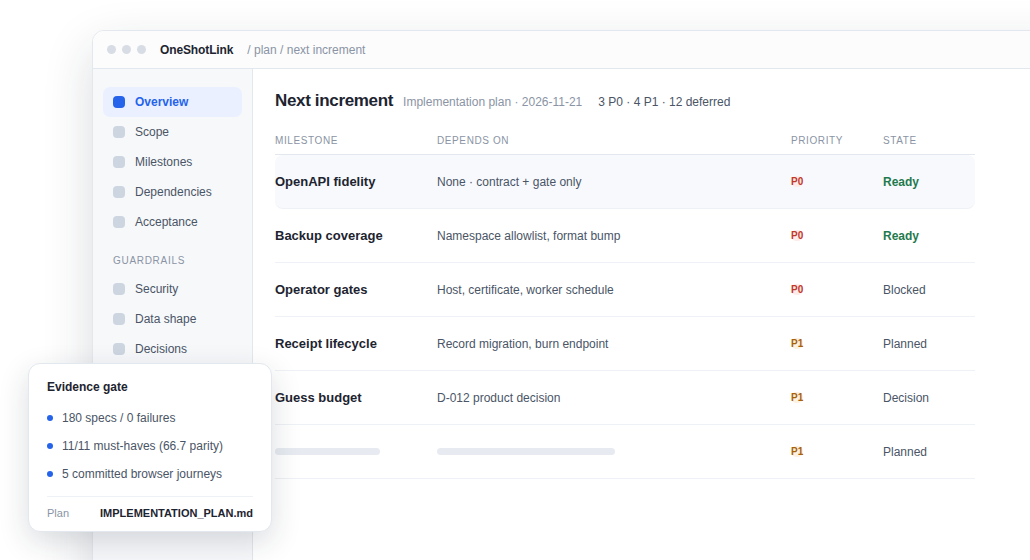 OneShotLink / plan / next increment
Overview
Scope
Milestones
Dependencies
Acceptance
GUARDRAILS
Security
Data shape
Decisions
Next increment Implementation plan · 2026-11-21 3 P0 · 4 P1 · 12 deferred
MILESTONE DEPENDS ON PRIORITY STATE
OpenAPI fidelity None · contract + gate only P0 Ready
Backup coverage Namespace allowlist, format bump P0 Ready
Operator gates Host, certificate, worker schedule P0 Blocked
Receipt lifecycle Record migration, burn endpoint P1 Planned
Guess budget D-012 product decision P1 Decision
P1 Planned
Evidence gate
180 specs / 0 failures
11/11 must-haves (66.7 parity)
5 committed browser journeys
Plan IMPLEMENTATION_PLAN.md